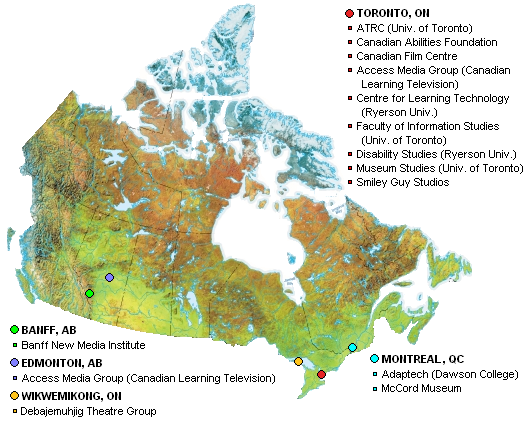 TORONTO, ON
ATRC (Univ. of Toronto)
Canadian Abilities Foundation
Canadian Film Centre
Access Media Group (Canadian
Learning Television)
Centre for Learning Technology
(Ryerson Univ.)
Faculty of Information Studies
(Univ. of Toronto)
Disability Studies (Ryerson Univ.)
Museum Studies (Univ. of Toronto)
Smiley Guy Studios
BANFF, AB
Banff New Media Institute
EDMONTON, AB
Access Media Group (Canadian Learning Television)
WIKWEMIKONG, ON
Debajemuhjig Theatre Group
MONTREAL, QC
Adaptech (Dawson College)
McCord Museum